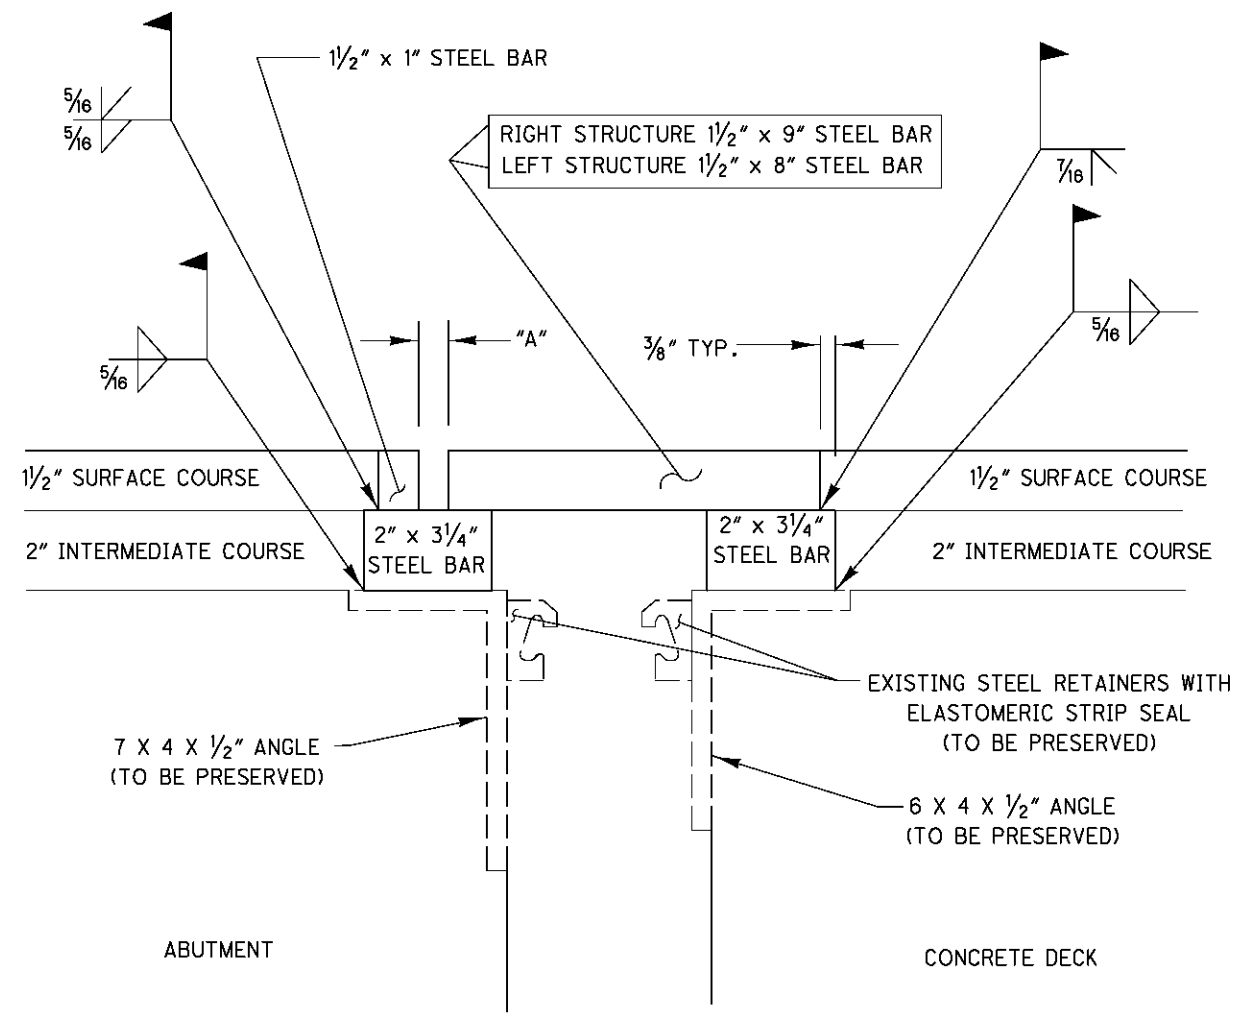 1½" x 1" STEEL BAR
5/16
5/16
RIGHT STRUCTURE 1½" x 9" STEEL BAR
LEFT STRUCTURE 1½" x 8" STEEL BAR
7/16
5/16
5/16
"A"
3/8" TYP.
1½" SURFACE COURSE
1½" SURFACE COURSE
2" INTERMEDIATE COURSE
2" x 3¼"
STEEL BAR
2" x 3¼"
STEEL BAR
2" INTERMEDIATE COURSE
EXISTING STEEL RETAINERS WITH
ELASTOMERIC STRIP SEAL
(TO BE PRESERVED)
7 X 4 X ½" ANGLE
(TO BE PRESERVED)
6 X 4 X ½" ANGLE
(TO BE PRESERVED)
ABUTMENT
CONCRETE DECK